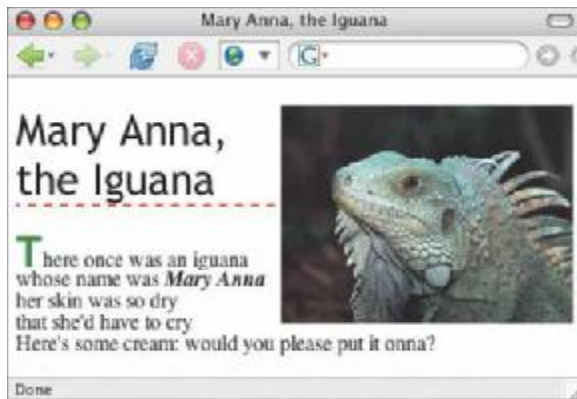 Mary Anna, the Iguana
G
Mary Anna,
the Iguana
There once was an iguana
whose name was Mary Anna
her skin was so dry
that she'd have to cry
Here's some cream: would you please put it onna?
Done